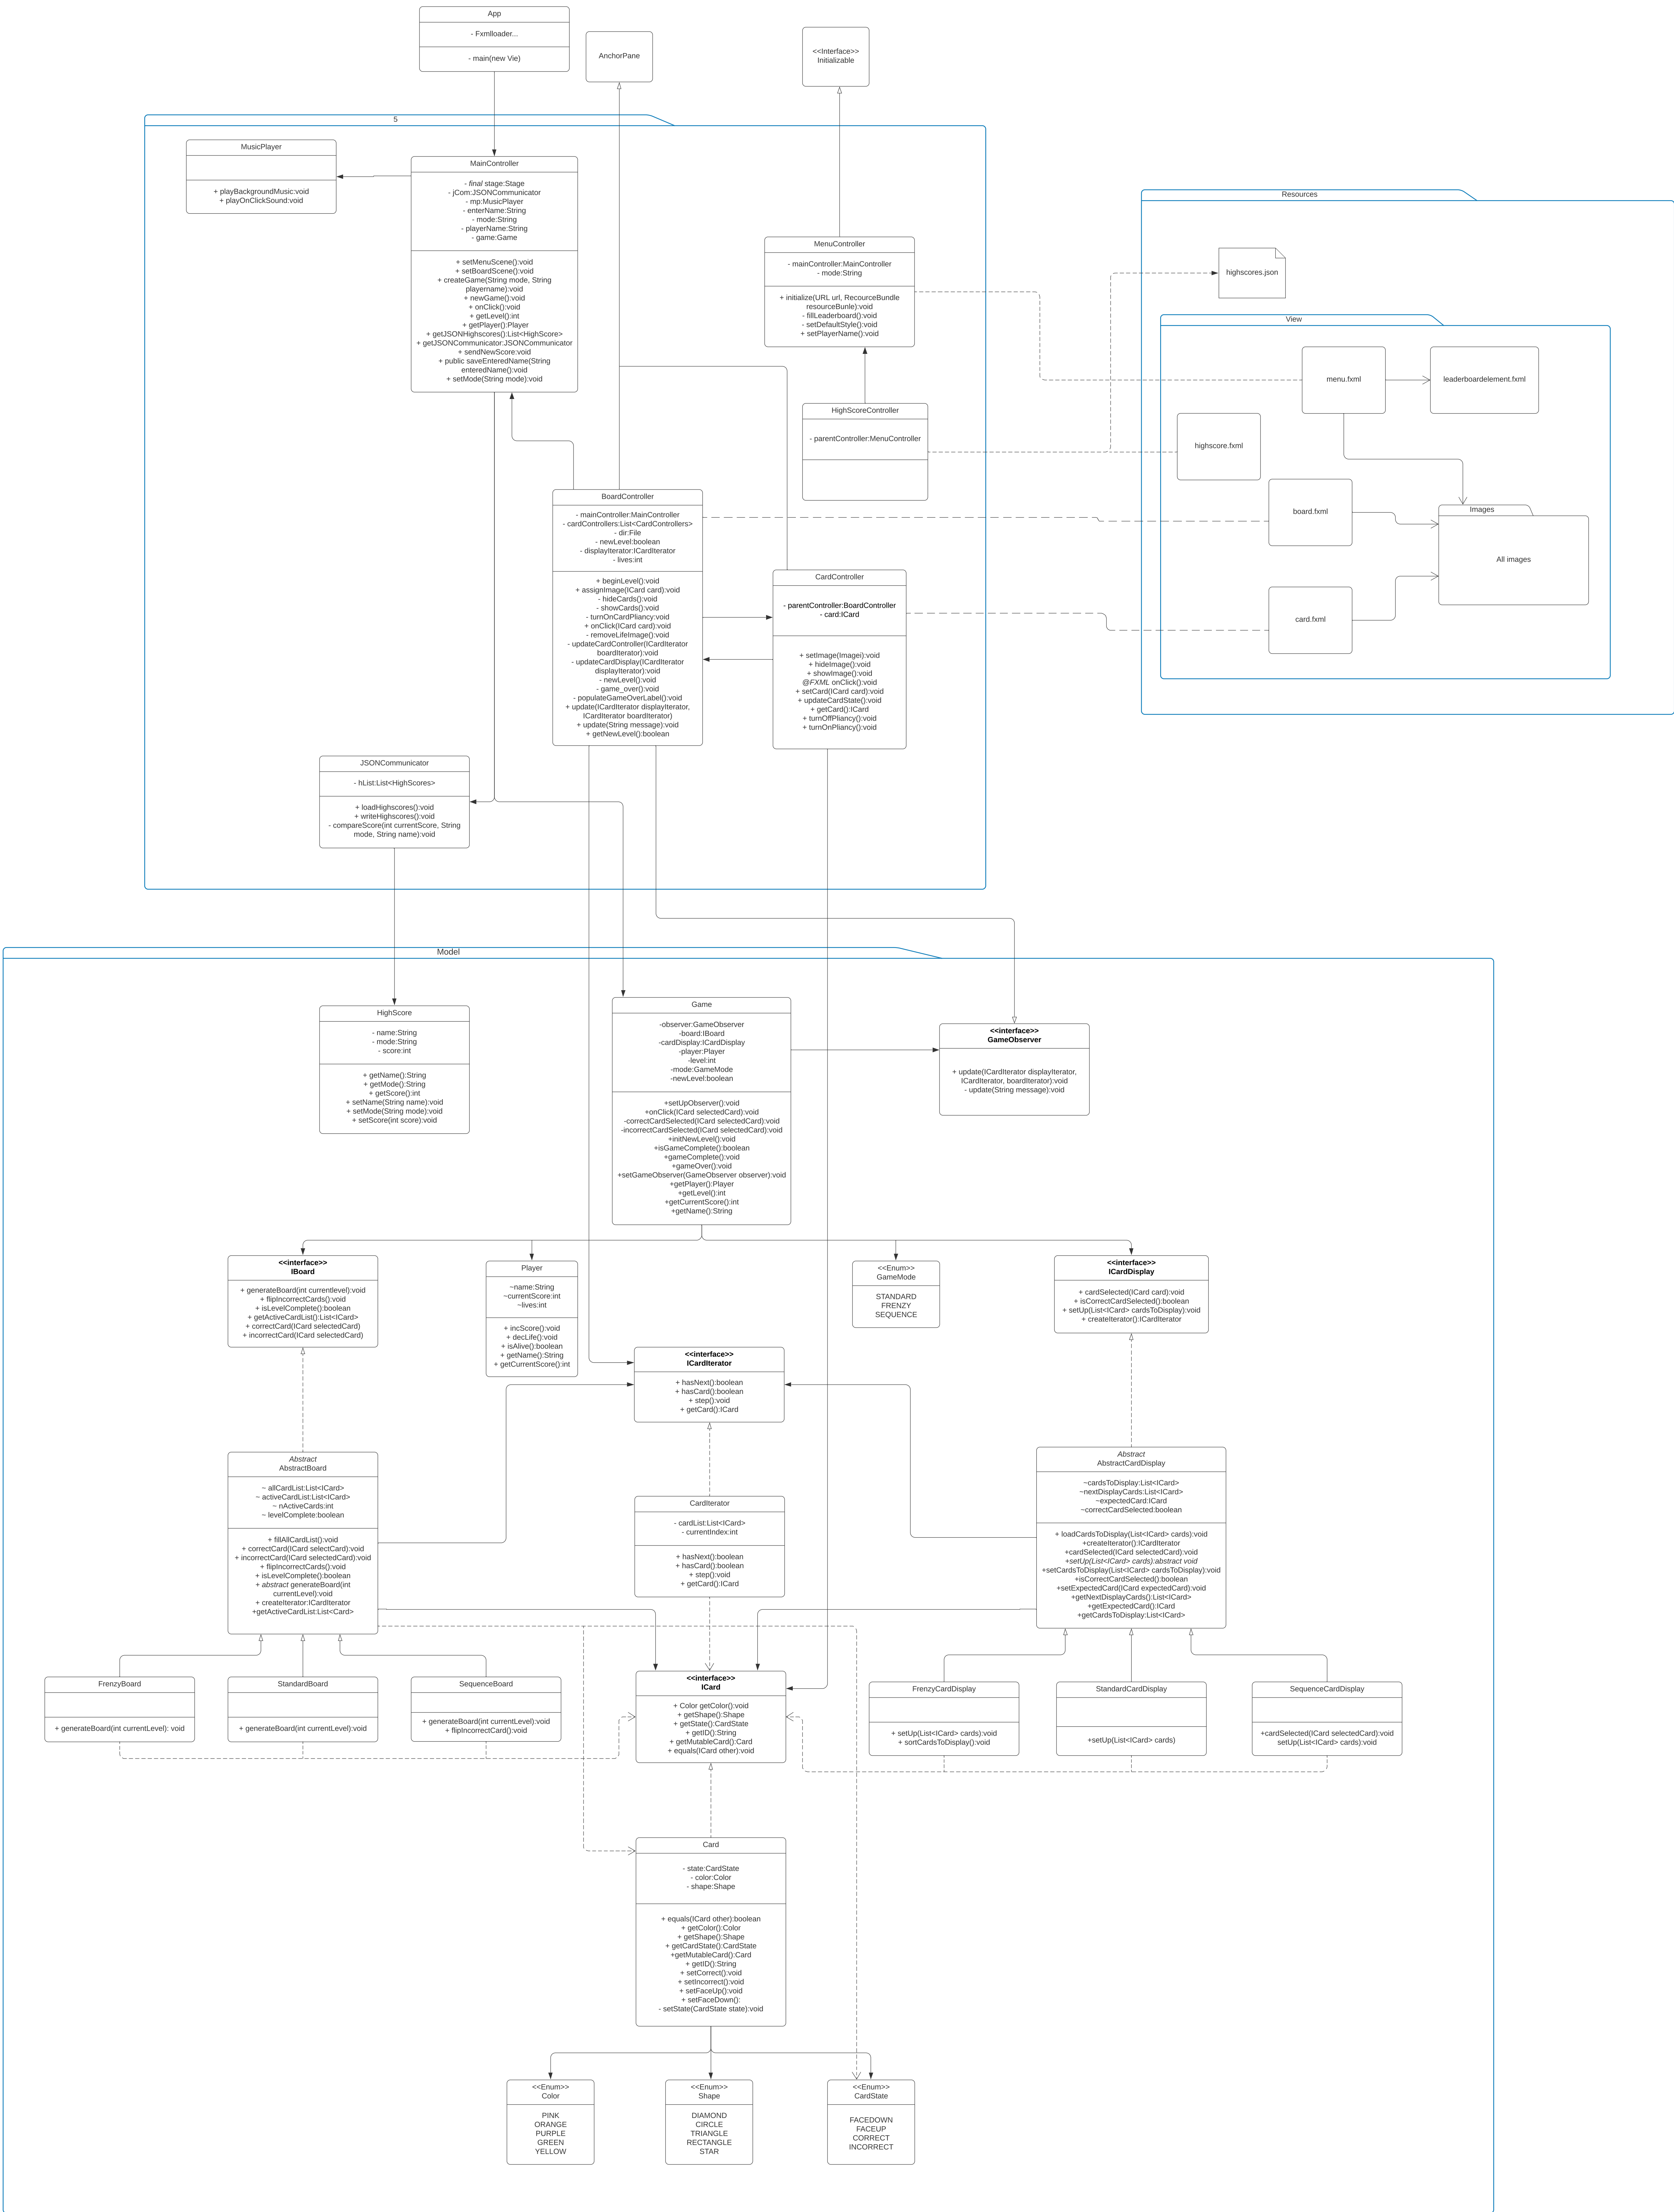 App
- Fxmlloader...
- main(new Vie)
AnchorPane
<<Interface>>
Initializable
5
MusicPlayer
+ playBackgroundMusic:void
+ playOnClickSound:void
MainController
- final stage:Stage
- jCom:JSONCommunicator
- mp:MusicPlayer
- enterName:String
- mode:String
- playerName:String
- game:Game
+ setMenuScene():void
+ setBoardScene():void
+ createGame(String mode, String
playername):void
+ newGame():void
+ onClick():void
+ getLevel():int
+ getPlayer():Player
+ getJSONHighscores():List<HighScore>
+ getJSONCommunicator:JSONCommunicator
+ sendNewScore:void
+ public saveEnteredName(String
enteredName():void
+ setMode(String mode):void
MenuController
- mainController:MainController
- mode:String
+ initialize(URL url, RecourceBundle
resourceBunle):void
- fillLeaderboard():void
- setDefaultStyle():void
+ setPlayerName():void
HighScoreController
- parentController:MenuController
BoardController
- mainController:MainController
- cardControllers:List<CardControllers>
- dir:File
- newLevel:boolean
- displayIterator:ICardIterator
- lives:int
+ beginLevel():void
+ assignImage(ICard card):void
- hideCards():void
- showCards():void
- turnOnCardPliancy:void
+ onClick(ICard card):void
- removeLifeImage():void
- updateCardController(ICardIterator
boardIterator):void
- updateCardDisplay(ICardIterator
displayIterator):void
- newLevel():void
- game_over():void
- populateGameOverLabel():void
+ update(ICardIterator displayIterator,
ICardIterator boardIterator)
+ update(String message):void
+ getNewLevel():boolean
CardController
- parentController:BoardController
- card:ICard
+ setImage(Imagei):void
+ hideImage():void
+ showImage():void
@FXML onClick():void
+ setCard(ICard card):void
+ updateCardState():void
+ getCard():ICard
+ turnOffPliancy():void
+ turnOnPliancy():void
JSONCommunicator
- hList:List<HighScores>
+ loadHighscores():void
+ writeHighscores():void
- compareScore(int currentScore, String
mode, String name):void
Resources
highscores.json
View
menu.fxml
leaderboardelement.fxml
highscore.fxml
board.fxml
Images
All images
card.fxml
Model
HighScore
- name:String
- mode:String
- score:int
+ getName():String
+ getMode():String
+ getScore():int
+ setName(String name):void
+ setMode(String mode):void
+ setScore(int score):void
Game
-observer:GameObserver
-board:IBoard
-cardDisplay:ICardDisplay
-player:Player
-level:int
-mode:GameMode
-newLevel:boolean
+setUpObserver():void
+onClick(ICard selectedCard):void
-correctCardSelected(ICard selectedCard):void
-incorrectCardSelected(ICard selectedCard):void
+initNewLevel():void
+isGameComplete():boolean
+gameComplete():void
+gameOver():void
+setGameObserver(GameObserver observer):void
+getPlayer():Player
+getLevel():int
+getCurrentScore():int
+getName():String
<<interface>>
GameObserver
+ update(ICardIterator displayIterator,
ICardIterator, boardIterator):void
- update(String message):void
<<interface>>
IBoard
+ generateBoard(int currentlevel):void
+ flipIncorrectCards():void
+ isLevelComplete():boolean
+ getActiveCardList():List<ICard>
+ correctCard(ICard selectedCard)
+ incorrectCard(ICard selectedCard)
Player
~name:String
~currentScore:int
~lives:int
+ incScore():void
+ decLife():void
+ isAlive():boolean
+ getName():String
+ getCurrentScore():int
<<Enum>>
GameMode
STANDARD
FRENZY
SEQUENCE
<<interface>>
ICardDisplay
+ cardSelected(ICard card):void
+ isCorrectCardSelected():boolean
+ setUp(List<ICard> cardsToDisplay):void
+ createIterator():ICardIterator
<<interface>>
ICardIterator
+ hasNext():boolean
+ hasCard():boolean
+ step():void
+ getCard():ICard
Abstract
AbstractBoard
~ allCardList:List<ICard>
~ activeCardList:List<ICard>
~ nActiveCards:int
~ levelComplete:boolean
+ fillAllCardList():void
+ correctCard(ICard selectCard):void
+ incorrectCard(ICard selectedCard):void
+ flipIncorrectCards():void
+ isLevelComplete():boolean
+ abstract generateBoard(int
currentLevel):void
+ createIterator:ICardIterator
+getActiveCardList:List<Card>
CardIterator
- cardList:List<ICard>
- currentIndex:int
+ hasNext():boolean
+ hasCard():boolean
+ step():void
+ getCard():ICard
Abstract
AbstractCardDisplay
~cardsToDisplay:List<ICard>
~nextDisplayCards:List<ICard>
~expectedCard:ICard
~correctCardSelected:boolean
+ loadCardsToDisplay(List<ICard> cards):void
+createIterator():ICardIterator
+cardSelected(ICard selectedCard):void
+setUp(List<ICard> cards):abstract void
+setCardsToDisplay(List<ICard> cardsToDisplay):void
+isCorrectCardSelected():boolean
+setExpectedCard(ICard expectedCard):void
+getNextDisplayCards():List<ICard>
+getExpectedCard():ICard
+getCardsToDisplay:List<ICard>
FrenzyBoard
+ generateBoard(int currentLevel): void
StandardBoard
+ generateBoard(int currentLevel):void
SequenceBoard
+ generateBoard(int currentLevel):void
+ flipIncorrectCard():void
<<interface>>
ICard
+ Color getColor():void
+ getShape():Shape
+ getState():CardState
+ getID():String
+ getMutableCard():Card
+ equals(ICard other):void
FrenzyCardDisplay
+ setUp(List<ICard> cards):void
+ sortCardsToDisplay():void
StandardCardDisplay
+setUp(List<ICard> cards)
SequenceCardDisplay
+cardSelected(ICard selectedCard):void
setUp(List<ICard> cards):void
Card
- state:CardState
- color:Color
- shape:Shape
+ equals(ICard other):boolean
+ getColor():Color
+ getShape():Shape
+ getCardState():CardState
+getMutableCard():Card
+ getID():String
+ setCorrect():void
+ setIncorrect():void
+ setFaceUp():void
+ setFaceDown():
- setState(CardState state):void
<<Enum>>
Color
PINK
ORANGE
PURPLE
GREEN
YELLOW
<<Enum>>
Shape
DIAMOND
CIRCLE
TRIANGLE
RECTANGLE
STAR
<<Enum>>
CardState
FACEDOWN
FACEUP
CORRECT
INCORRECT